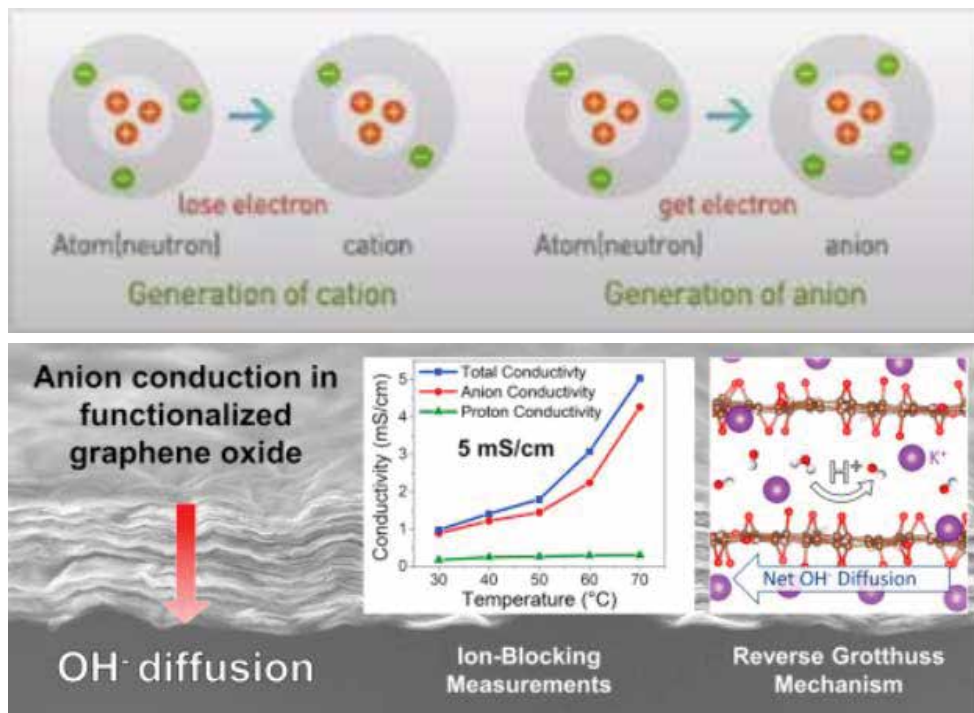 lose electron
get electron
Atom(neutron)
cation
Atom(neutron)
anion
Generation of cation
Generation of anion
Anion conduction in
functionalized
graphene oxide
OH⁻ diffusion
Conductivity (mS/cm)
5
4
3
2
1
0
Total Conductivity
Anion Conductivity
Proton Conductivity
5 mS/cm
30 40 50 60 70
Temperature (°C)
Ion-Blocking
Measurements
K⁺
H⁺
Net OH⁻ Diffusion
Reverse Grotthuss
Mechanism